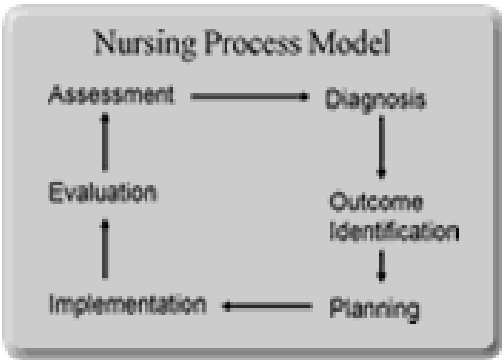 Nursing Process Model
Assessment
Diagnosis
Outcome
Identification
Planning
Implementation
Evaluation